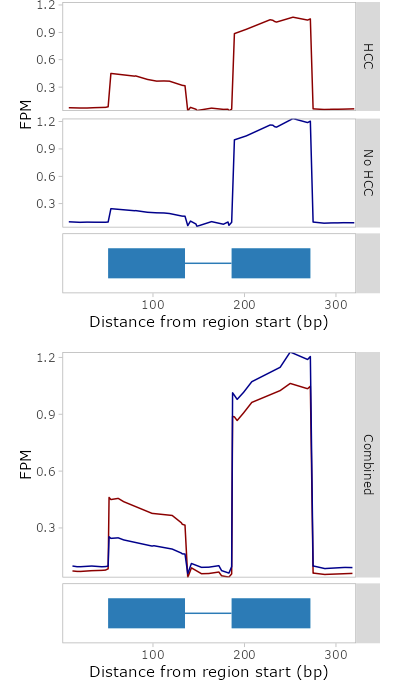 1.2
0.9
0.6
0.3
HCC
FPM
1.2
0.9
0.6
0.3
No HCC
100 200 300
Distance from region start (bp)
1.2
0.9
0.6
0.3
FPM
Combined
100 200 300
Distance from region start (bp)